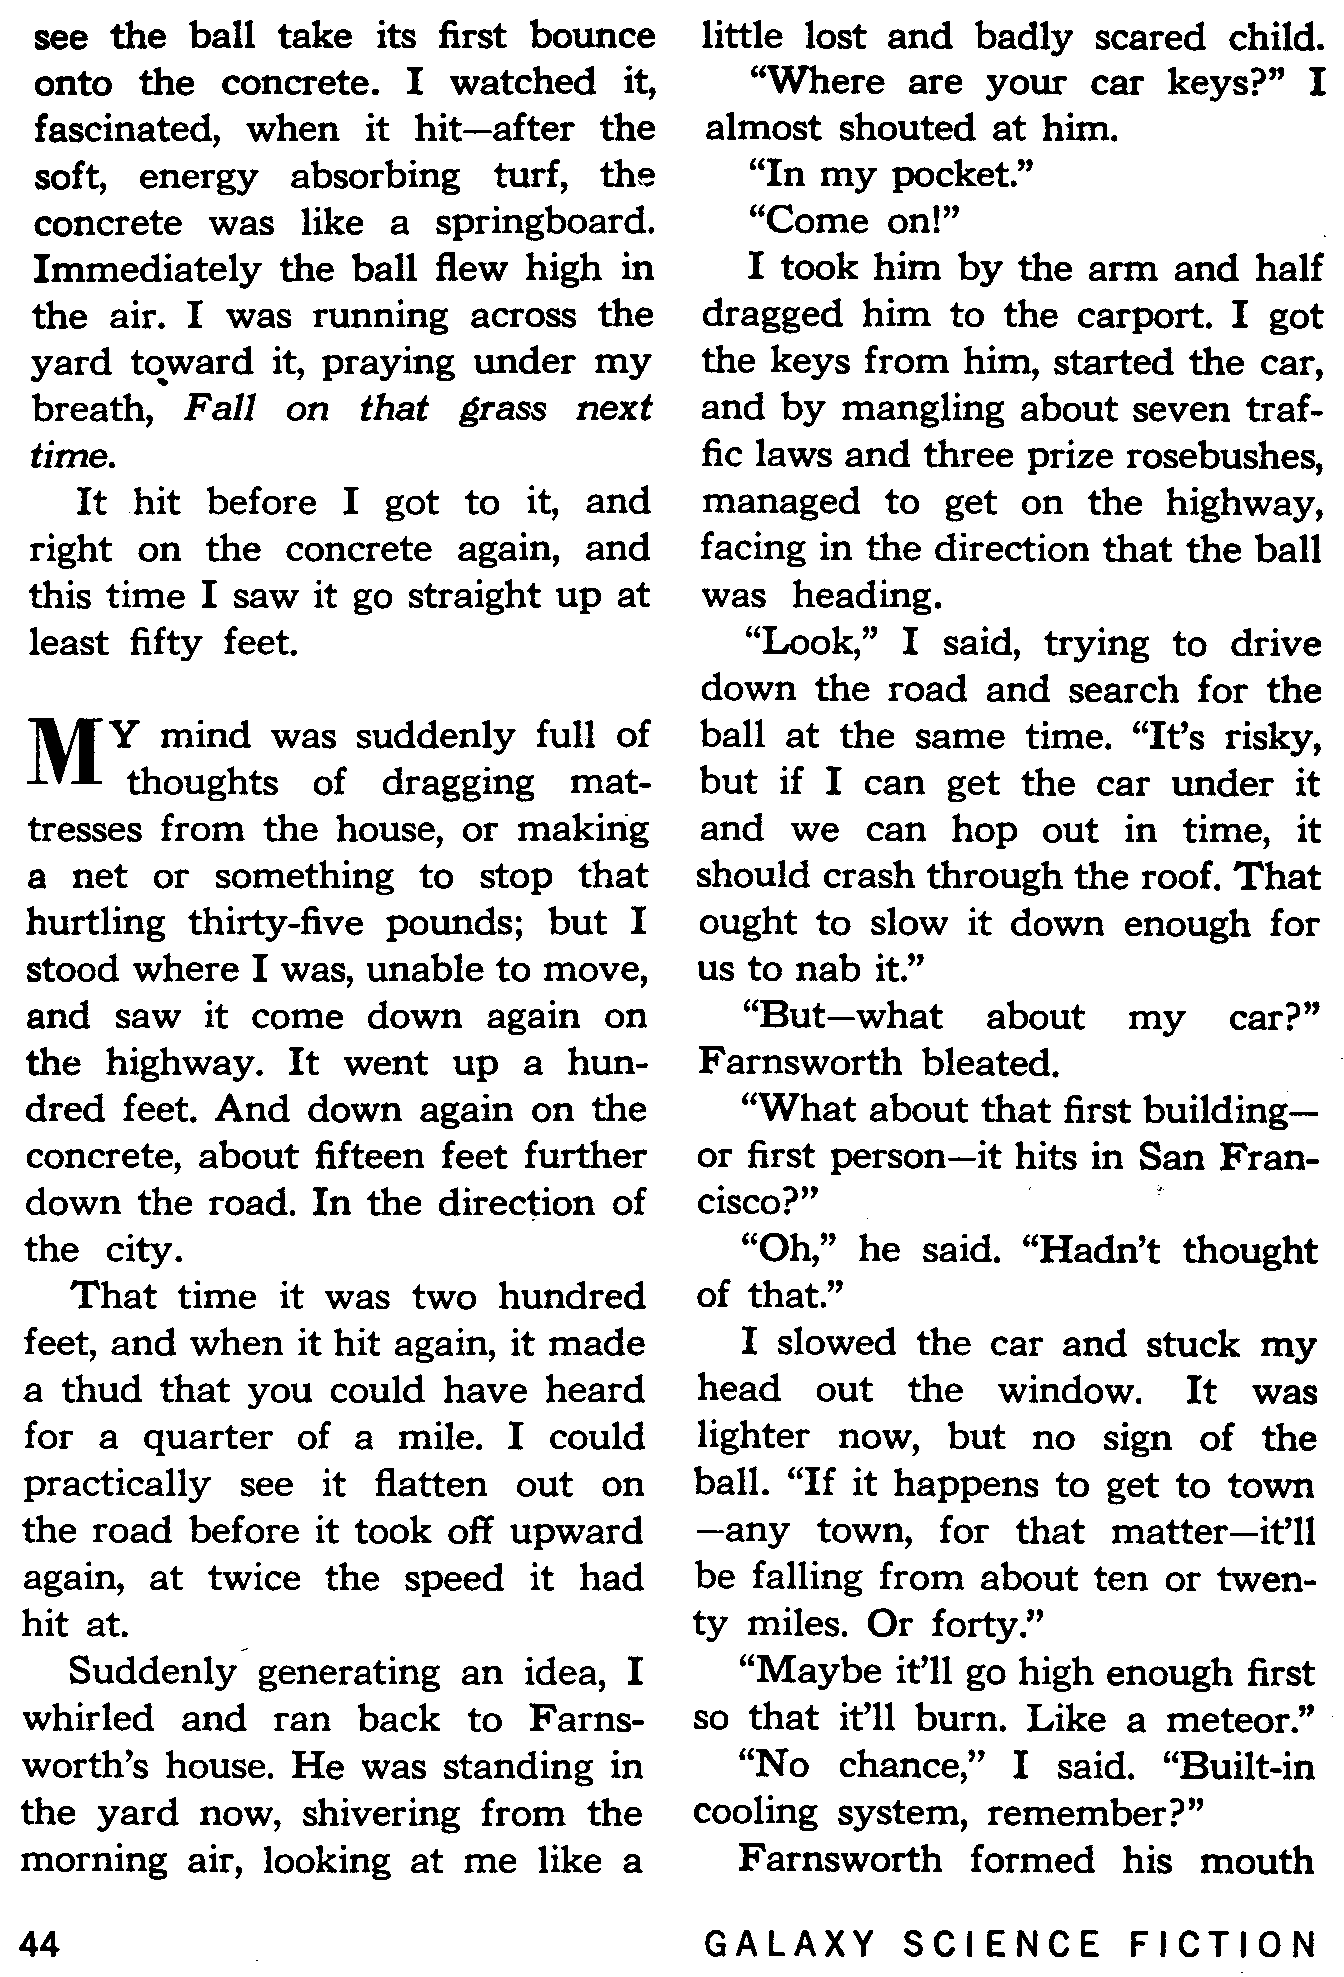 see the ball take its first bounce
onto the concrete. I watched it,
fascinated, when it hit—after the
soft, energy absorbing turf, the
concrete was like a springboard.
Immediately the ball flew high in
the air. I was running across the
yard toward it, praying under my
breath, Fall on that grass next
time.
It hit before I got to it, and
right on the concrete again, and
this time I saw it go straight up at
least fifty feet.
MY mind was suddenly full of
thoughts of dragging mat-
tresses from the house, or making
a net or something to stop that
hurtling thirty-five pounds; but I
stood where I was, unable to move,
and saw it come down again on
the highway. It went up a hun-
dred feet. And down again on the
concrete, about fifteen feet further
down the road. In the direction of
the city.
That time it was two hundred
feet, and when it hit again, it made
a thud that you could have heard
for a quarter of a mile. I could
practically see it flatten out on
the road before it took off upward
again, at twice the speed it had
hit at.
Suddenly generating an idea, I
whirled and ran back to Farns-
worth's house. He was standing in
the yard now, shivering from the
morning air, looking at me like a
little lost and badly scared child.
“Where are your car keys?” I
almost shouted at him.
“In my pocket.”
“Come on!”
I took him by the arm and half
dragged him to the carport. I got
the keys from him, started the car,
and by mangling about seven traf-
fic laws and three prize rosebushes,
managed to get on the highway,
facing in the direction that the ball
was heading.
“Look,” I said, trying to drive
down the road and search for the
ball at the same time. “It's risky,
but if I can get the car under it
and we can hop out in time, it
should crash through the roof. That
ought to slow it down enough for
us to nab it.”
“But—what about my car?”
Farnsworth bleated.
“What about that first building—
or first person—it hits in San Fran-
cisco?”
“Oh,” he said. “Hadn't thought
of that.”
I slowed the car and stuck my
head out the window. It was
lighter now, but no sign of the
ball. “If it happens to get to town
—any town, for that matter—it'll
be falling from about ten or twen-
ty miles. Or forty.”
“Maybe it'll go high enough first
so that it'll burn. Like a meteor.”
“No chance,” I said. “Built-in
cooling system, remember?”
Farnsworth formed his mouth
44
GALAXY SCIENCE FICTION